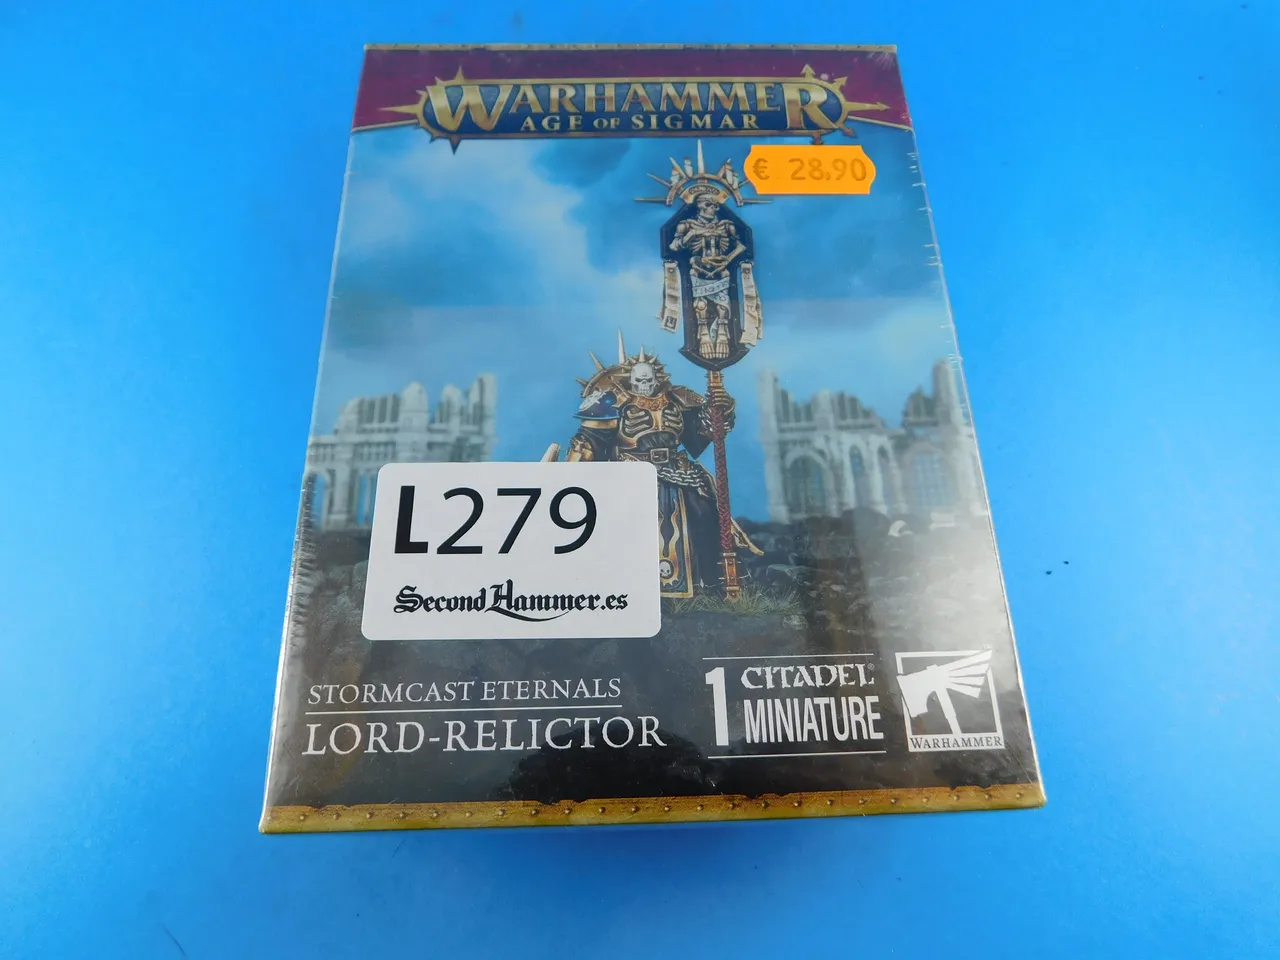 WARHAMMER
AGE OF SIGMAR
€ 28,90
L279
SecondHammer.es
STORMCAST ETERNALS
LORD-RELICTOR
1 CITADEL®
MINIATURE
WARHAMMER